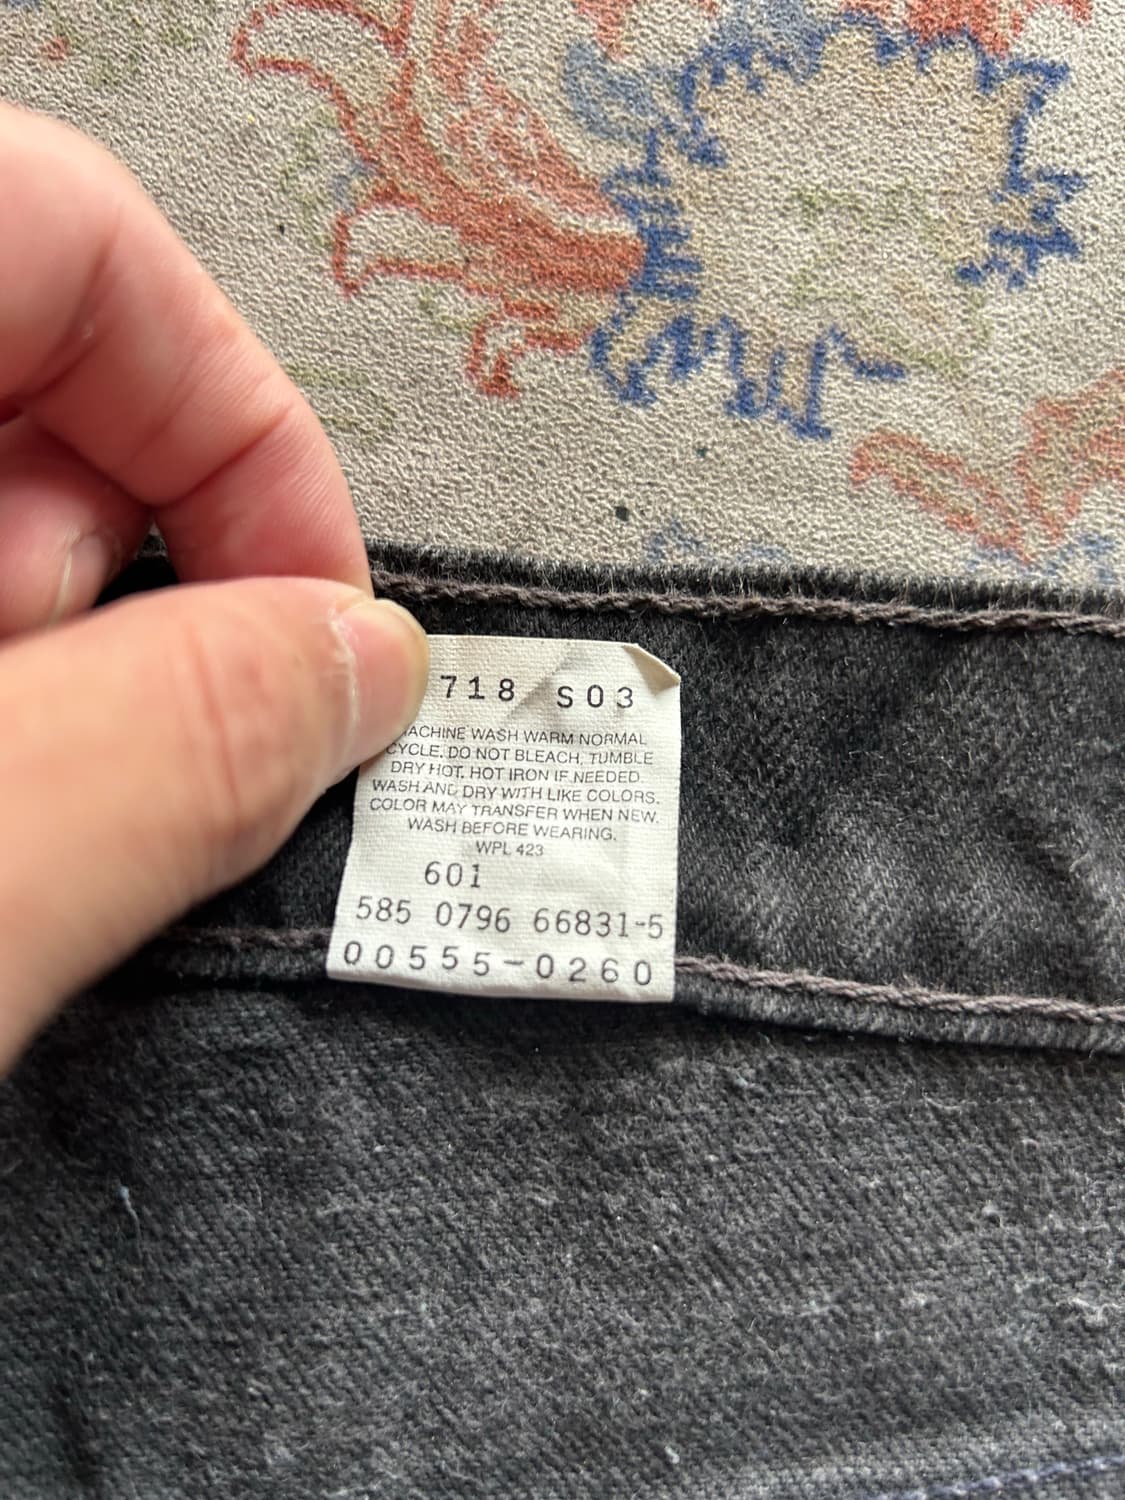 718 S03
MACHINE WASH WARM NORMAL
CYCLE. DO NOT BLEACH, TUMBLE
DRY HOT, HOT IRON IF NEEDED.
WASH AND DRY WITH LIKE COLORS.
COLOR MAY TRANSFER WHEN NEW.
WASH BEFORE WEARING.
WPL 423
601
585 0796 66831-5
00555-0260